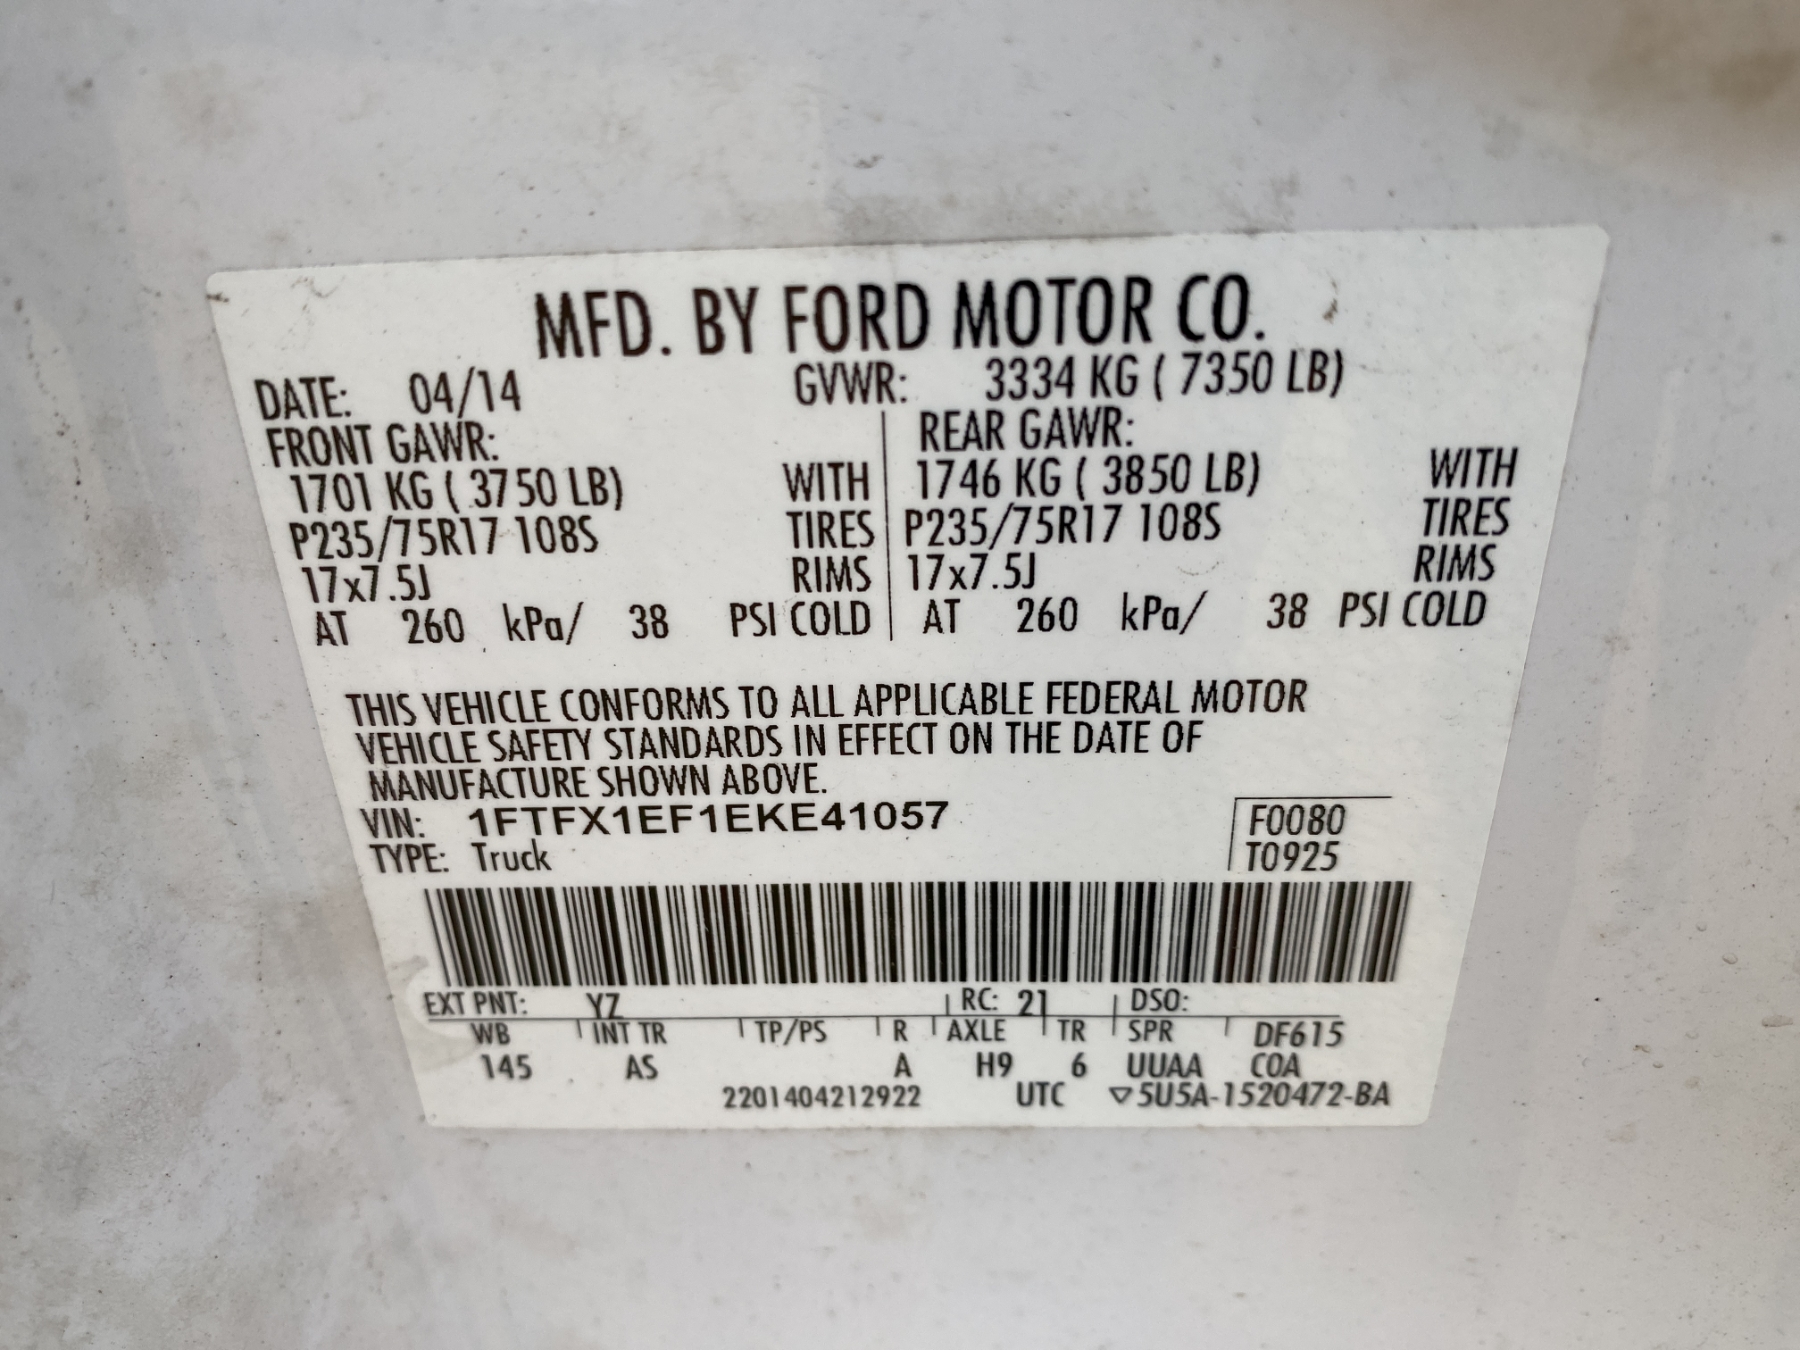 MFD. BY FORD MOTOR CO.
DATE: 04/14 GVWR: 3334 KG ( 7350 LB)
FRONT GAWR: REAR GAWR:
1701 KG ( 3750 LB) WITH 1746 KG ( 3850 LB) WITH
P235/75R17 108S TIRES P235/75R17 108S TIRES
17x7.5J RIMS 17x7.5J RIMS
AT 260 kPa/ 38 PSI COLD AT 260 kPa/ 38 PSI COLD
THIS VEHICLE CONFORMS TO ALL APPLICABLE FEDERAL MOTOR
VEHICLE SAFETY STANDARDS IN EFFECT ON THE DATE OF
MANUFACTURE SHOWN ABOVE.
VIN: 1FTFX1EF1EKE41057 F0080
TYPE: Truck T0925
EXT PNT: YZ RC: 21 DSO:
WB INT TR TP/PS R AXLE TR SPR DF615
145 AS A H9 6 UUAA COA
2201404212922 UTC ▽5U5A-1520472-BA